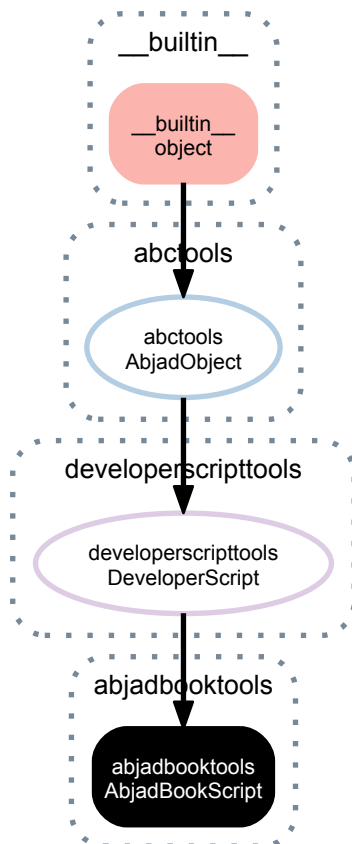 __builtin__
__builtin__
object
abctools
abctools
AbjadObject
developerscripttools
developerscripttools
DeveloperScript
abjadbooktools
abjadbooktools
AbjadBookScript